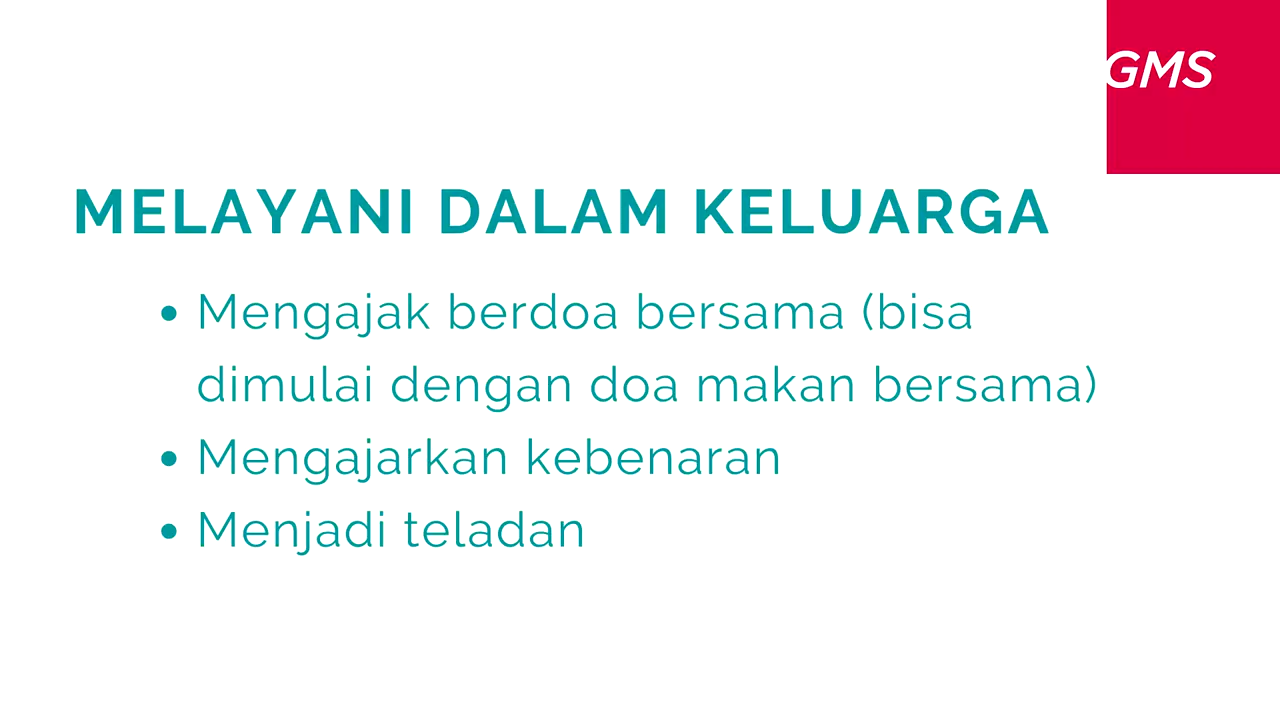 GMS
MELAYANI DALAM KELUARGA
• Mengajak berdoa bersama (bisa
dimulai dengan doa makan bersama)
• Mengajarkan kebenaran
• Menjadi teladan